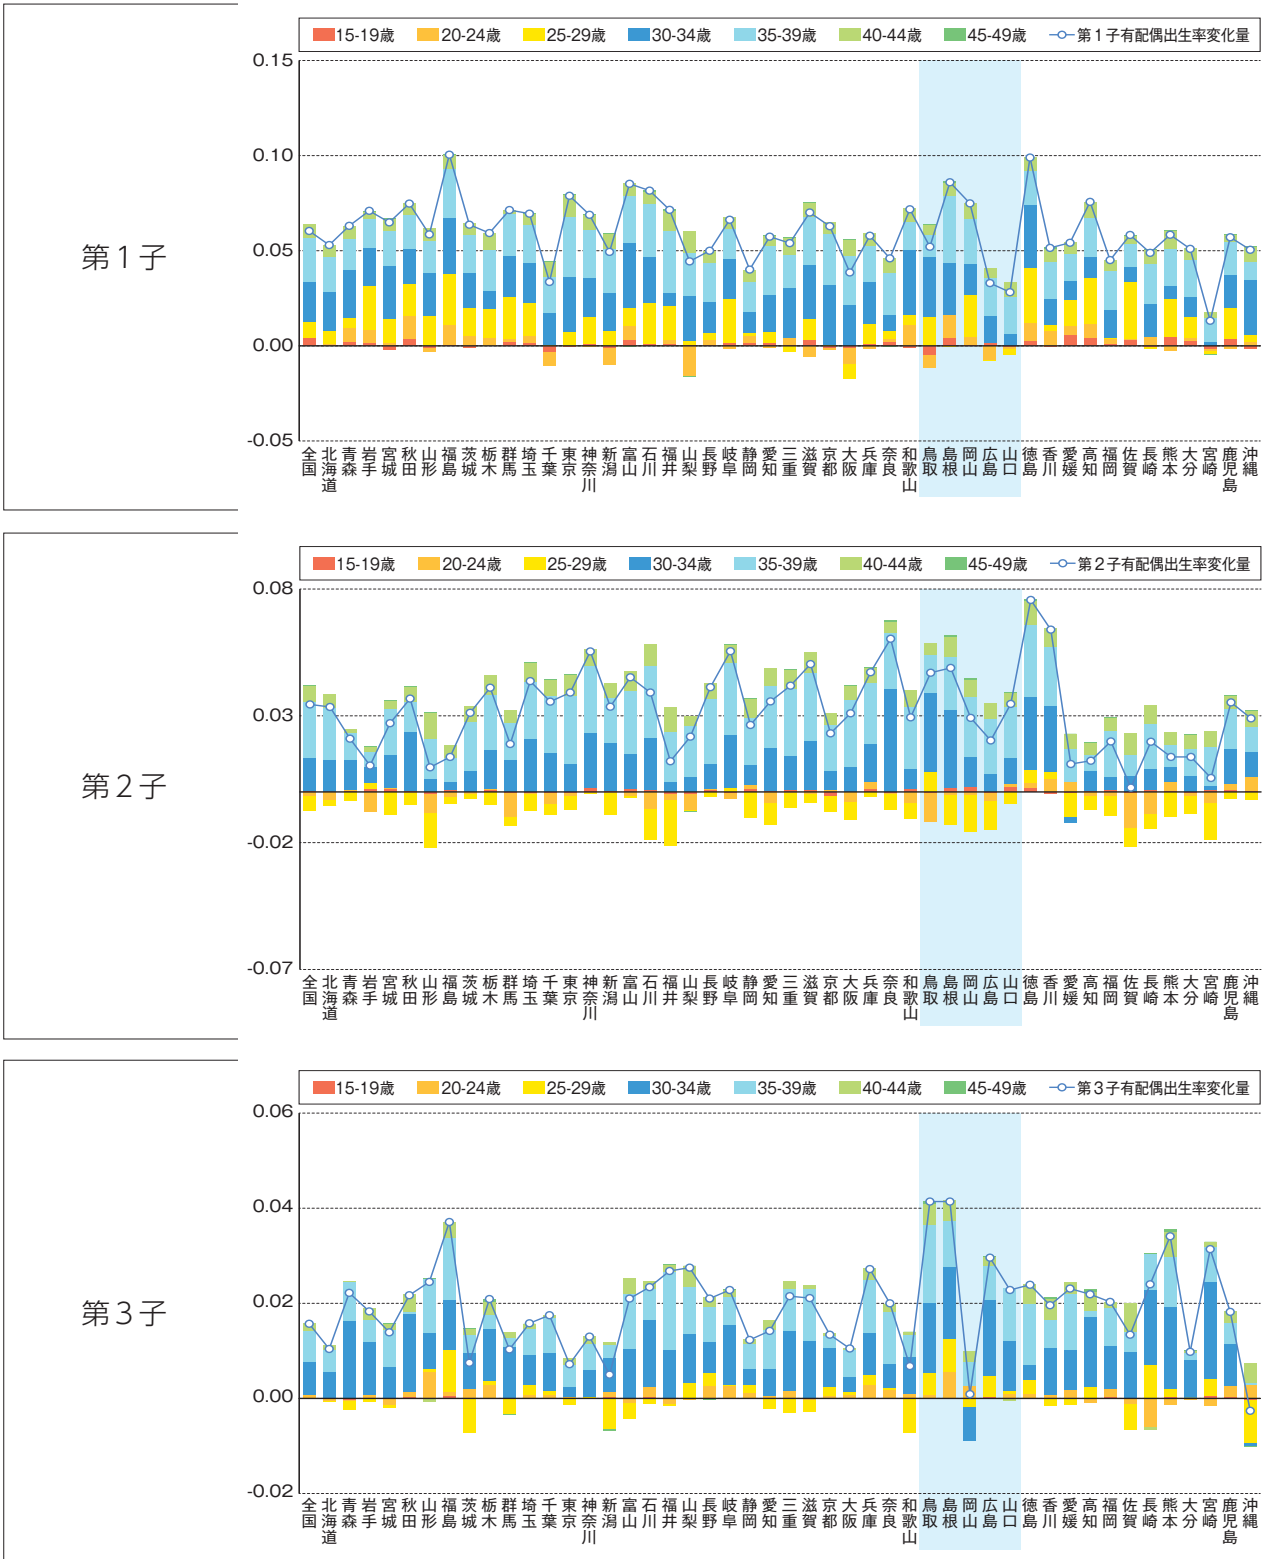 第1子
15-19歳 20-24歳 25-29歳 30-34歳 35-39歳 40-44歳 45-49歳 第1子有配偶出生率変化量
0.15
0.10
0.05
0.00
-0.05
全国 北海道 青森 岩手 宮城 秋田 山形 福島 茨城 栃木 群馬 埼玉 千葉 東京 神奈川 新潟 富山 石川 福井 山梨 長野 岐阜 静岡 愛知 三重 滋賀 京都 大阪 兵庫 奈良 和歌山 鳥取 島根 岡山 広島 山口 徳島 香川 愛媛 高知 福岡 佐賀 長崎 熊本 大分 宮崎 鹿児島 沖縄
第2子
15-19歳 20-24歳 25-29歳 30-34歳 35-39歳 40-44歳 45-49歳 第2子有配偶出生率変化量
0.08
0.03
-0.02
-0.07
全国 北海道 青森 岩手 宮城 秋田 山形 福島 茨城 栃木 群馬 埼玉 千葉 東京 神奈川 新潟 富山 石川 福井 山梨 長野 岐阜 静岡 愛知 三重 滋賀 京都 大阪 兵庫 奈良 和歌山 鳥取 島根 岡山 広島 山口 徳島 香川 愛媛 高知 福岡 佐賀 長崎 熊本 大分 宮崎 鹿児島 沖縄
第3子
15-19歳 20-24歳 25-29歳 30-34歳 35-39歳 40-44歳 45-49歳 第3子有配偶出生率変化量
0.06
0.04
0.02
0.00
-0.02
全国 北海道 青森 岩手 宮城 秋田 山形 福島 茨城 栃木 群馬 埼玉 千葉 東京 神奈川 新潟 富山 石川 福井 山梨 長野 岐阜 静岡 愛知 三重 滋賀 京都 大阪 兵庫 奈良 和歌山 鳥取 島根 岡山 広島 山口 徳島 香川 愛媛 高知 福岡 佐賀 長崎 熊本 大分 宮崎 鹿児島 沖縄